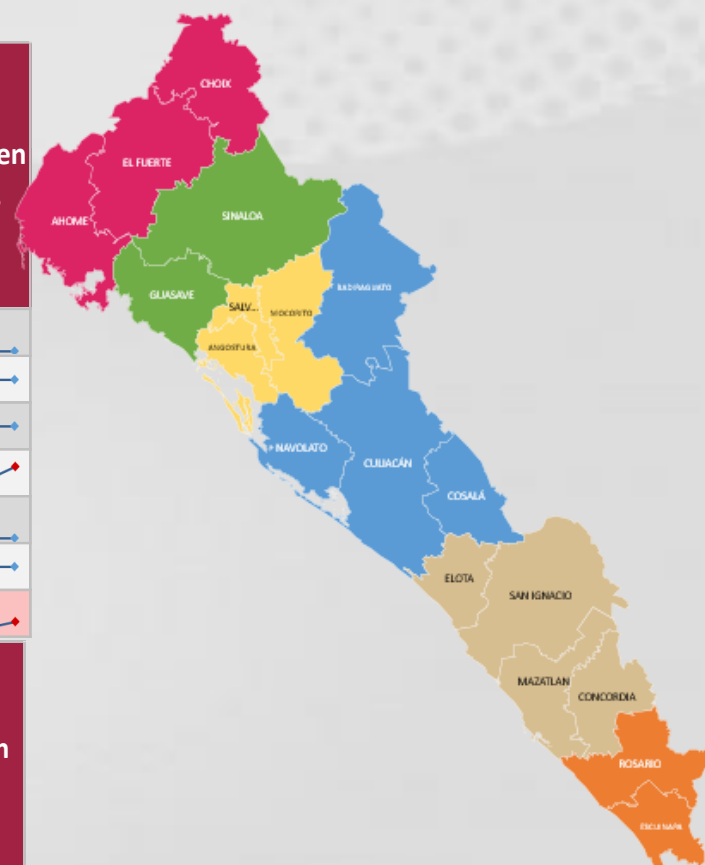 CHOIX
en
EL FUERTE
SINALOA
AHOME
BADIRAGUATO
GUASAVE
SALV...
MOCORITO
ANGOSTURA
NAVOLATO
CULIACÁN
COSALÁ
ELOTA
SAN IGNACIO
MAZATLAN
CONCORDIA
n
ROSARIO
ESCUINAPA